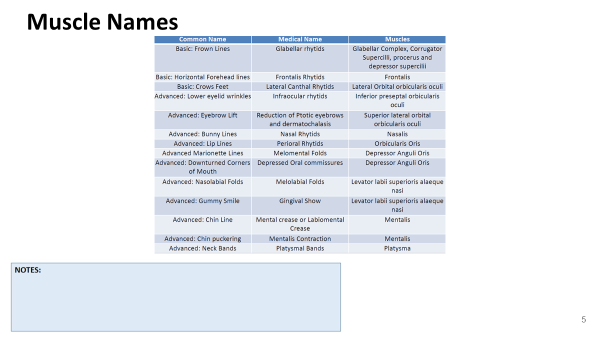 Muscle Names
Common Name Medical Name Muscles
Basic: Frown Lines Glabellar rhytids Glabellar Complex, Corrugator
Supercilii, procerus and
depressor supercilii
Basic: Horizontal Forehead lines Frontalis Rhytids Frontalis
Basic: Crows Feet Lateral Canthal Rhytids Lateral Orbital orbicularis oculi
Advanced: Lower eyelid wrinkles Infraocular rhytids Inferior preseptal orbicularis
oculi
Advanced: Eyebrow Lift Reduction of Ptotic eyebrows Superior lateral orbital
and dermatochalasis orbicularis oculi
Advanced: Bunny Lines Nasal Rhytids Nasalis
Advanced: Lip Lines Perioral Rhytids Orbicularis Oris
Advanced Marionette Lines Melomental Folds Depressor Anguli Oris
Advanced: Downturned Corners Depressed Oral commissures Depressor Anguli Oris
of Mouth
Advanced: Nasolabial Folds Melolabial Folds Levator labii superioris alaeque
nasi
Advanced: Gummy Smile Gingival Show Levator labii superioris alaeque
nasi
Advanced: Chin Line Mental crease or Labiomental Mentalis
Crease
Advanced: Chin puckering Mentalis Contraction Mentalis
Advanced: Neck Bands Platysmal Bands Platysma
NOTES:
5